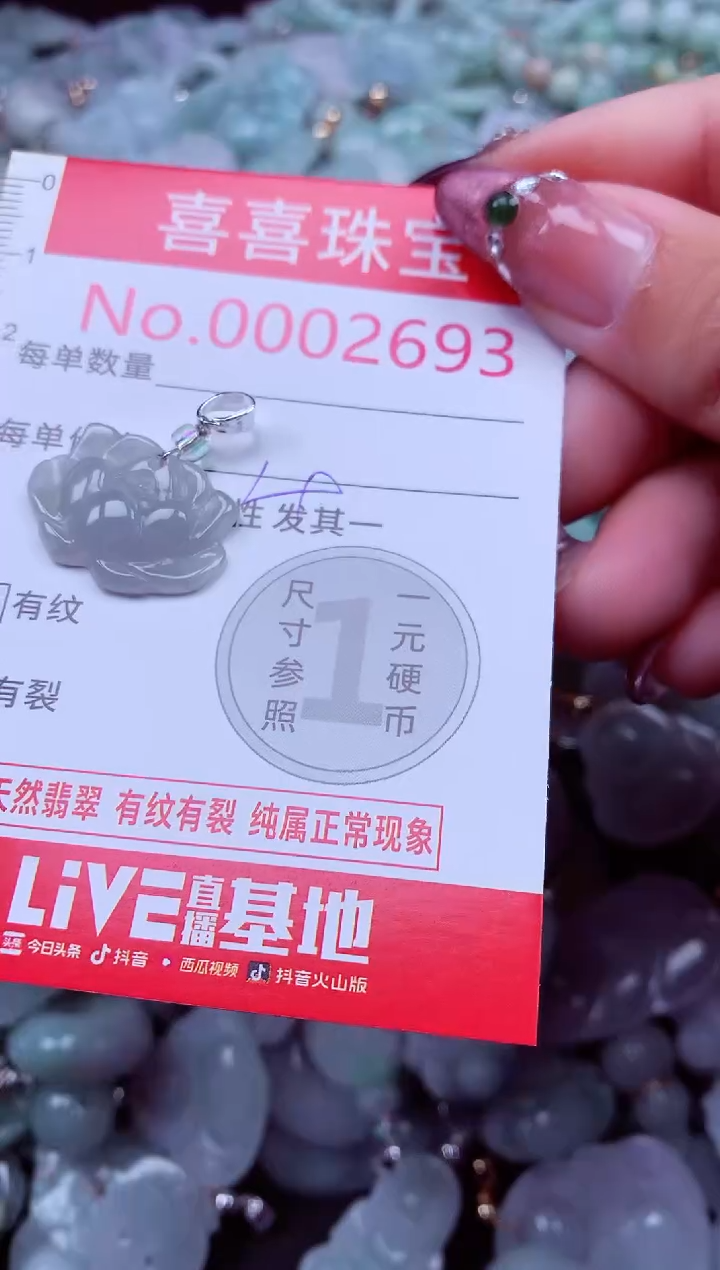 0
喜喜珠宝
1
No.0002693
2
每单数量
每单
性发其一
有纹
尺寸参照
1
一元硬币
有裂
天然翡翠 有纹有裂 纯属正常现象
LiVE直播基地
头条 今日头条 抖音 • 西瓜视频 抖音火山版